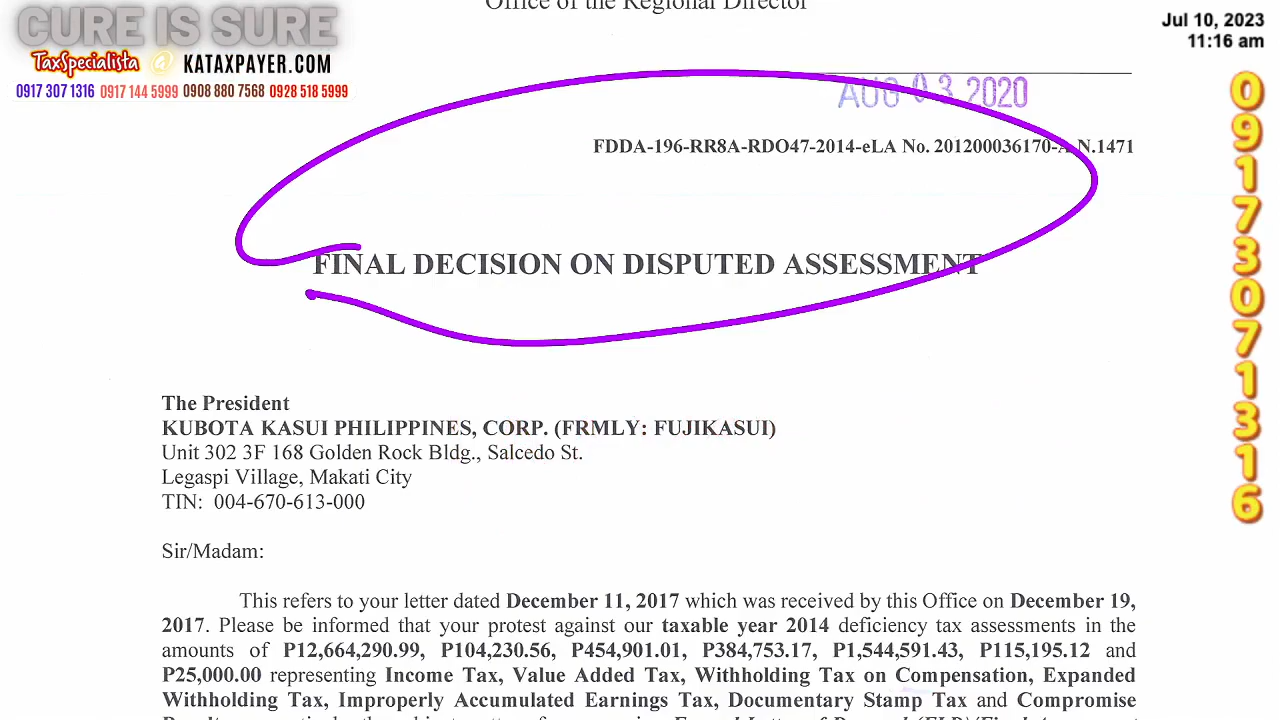 Office of the Regional Director
CURE IS SURE
TaxSpecialista @ KATAXPAYER.COM
0917 307 1316 0917 144 5999 0908 880 7568 0928 518 5999
Jul 10, 2023
11:16 am
AUG 03 2020
FDDA-196-RR8A-RDO47-2014-eLA No. 201200036170-A.N.1471
FINAL DECISION ON DISPUTED ASSESSMENT
The President
KUBOTA KASUI PHILIPPINES, CORP. (FRMLY: FUJIKASUI)
Unit 302 3F 168 Golden Rock Bldg., Salcedo St.
Legaspi Village, Makati City
TIN: 004-670-613-000
Sir/Madam:
This refers to your letter dated December 11, 2017 which was received by this Office on December 19,
2017. Please be informed that your protest against our taxable year 2014 deficiency tax assessments in the
amounts of P12,664,290.99, P104,230.56, P454,901.01, P384,753.17, P1,544,591.43, P115,195.12 and
P25,000.00 representing Income Tax, Value Added Tax, Withholding Tax on Compensation, Expanded
Withholding Tax, Improperly Accumulated Earnings Tax, Documentary Stamp Tax and Compromise
09173071316